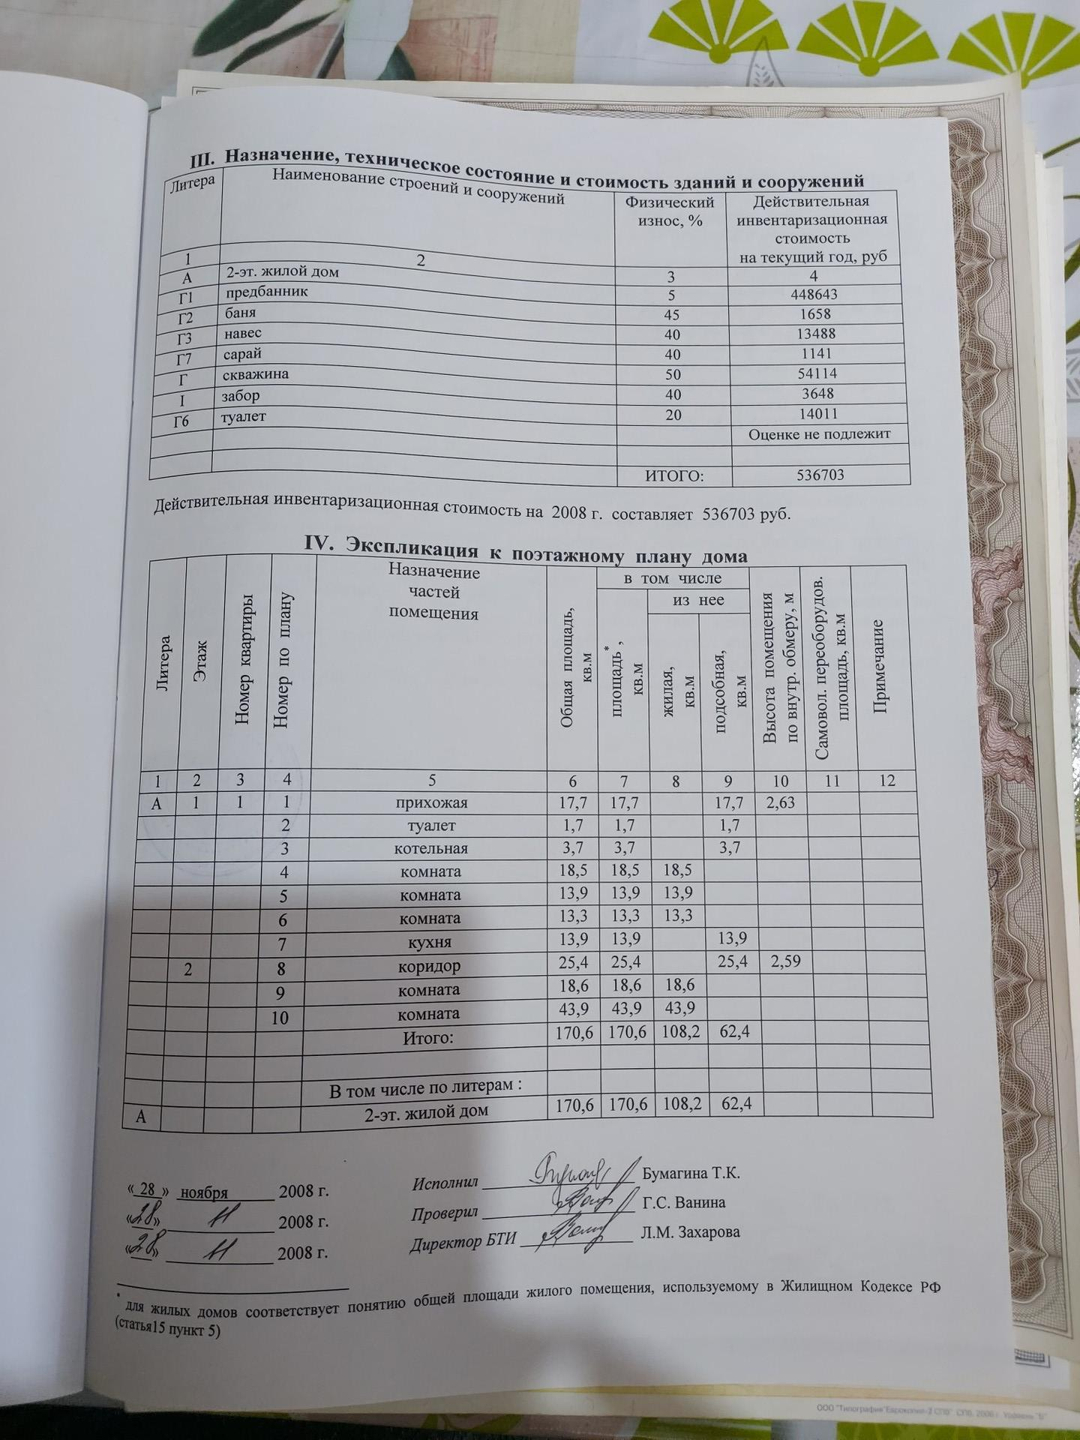 III. Назначение, техническое состояние и стоимость зданий и сооружений
Литера Наименование строений и сооружений Физический износ, % Действительная инвентаризационная стоимость на текущий год, руб
1 2 3 4
А 2-эт. жилой дом 5 448643
Г1 предбанник 45 1658
Г2 баня 40 13488
Г3 навес 40 1141
Г7 сарай 50 54114
Г скважина 40 3648
I забор 20 14011
Г6 туалет Оценке не подлежит
ИТОГО: 536703
Действительная инвентаризационная стоимость на 2008 г. составляет 536703 руб.
IV. Экспликация к поэтажному плану дома
Литера Этаж Номер квартиры Номер по плану Назначение частей помещения Общая площадь, кв.м в том числе площадь*, кв.м из нее жилая, кв.м подсобная, кв.м Высота помещения по внутр. обмеру, м Самовол. переоборудов. площадь, кв.м Примечание
1 2 3 4 5 6 7 8 9 10 11 12
А 1 1 1 прихожая 17,7 17,7 17,7 2,63
2 туалет 1,7 1,7 1,7
3 котельная 3,7 3,7 3,7
4 комната 18,5 18,5 18,5
5 комната 13,9 13,9 13,9
6 комната 13,3 13,3 13,3
7 кухня 13,9 13,9 13,9
2 8 коридор 25,4 25,4 25,4 2,59
9 комната 18,6 18,6 18,6
10 комната 43,9 43,9 43,9
Итого: 170,6 170,6 108,2 62,4
В том числе по литерам :
А 2-эт. жилой дом 170,6 170,6 108,2 62,4
« 28 » ноября 2008 г. Исполнил Бумагина Т.К.
«28» 11 2008 г. Проверил Г.С. Ванина
«28» 11 2008 г. Директор БТИ Л.М. Захарова
* для жилых домов соответствует понятию общей площади жилого помещения, используемому в Жилищном Кодексе РФ
(статья15 пункт 5)